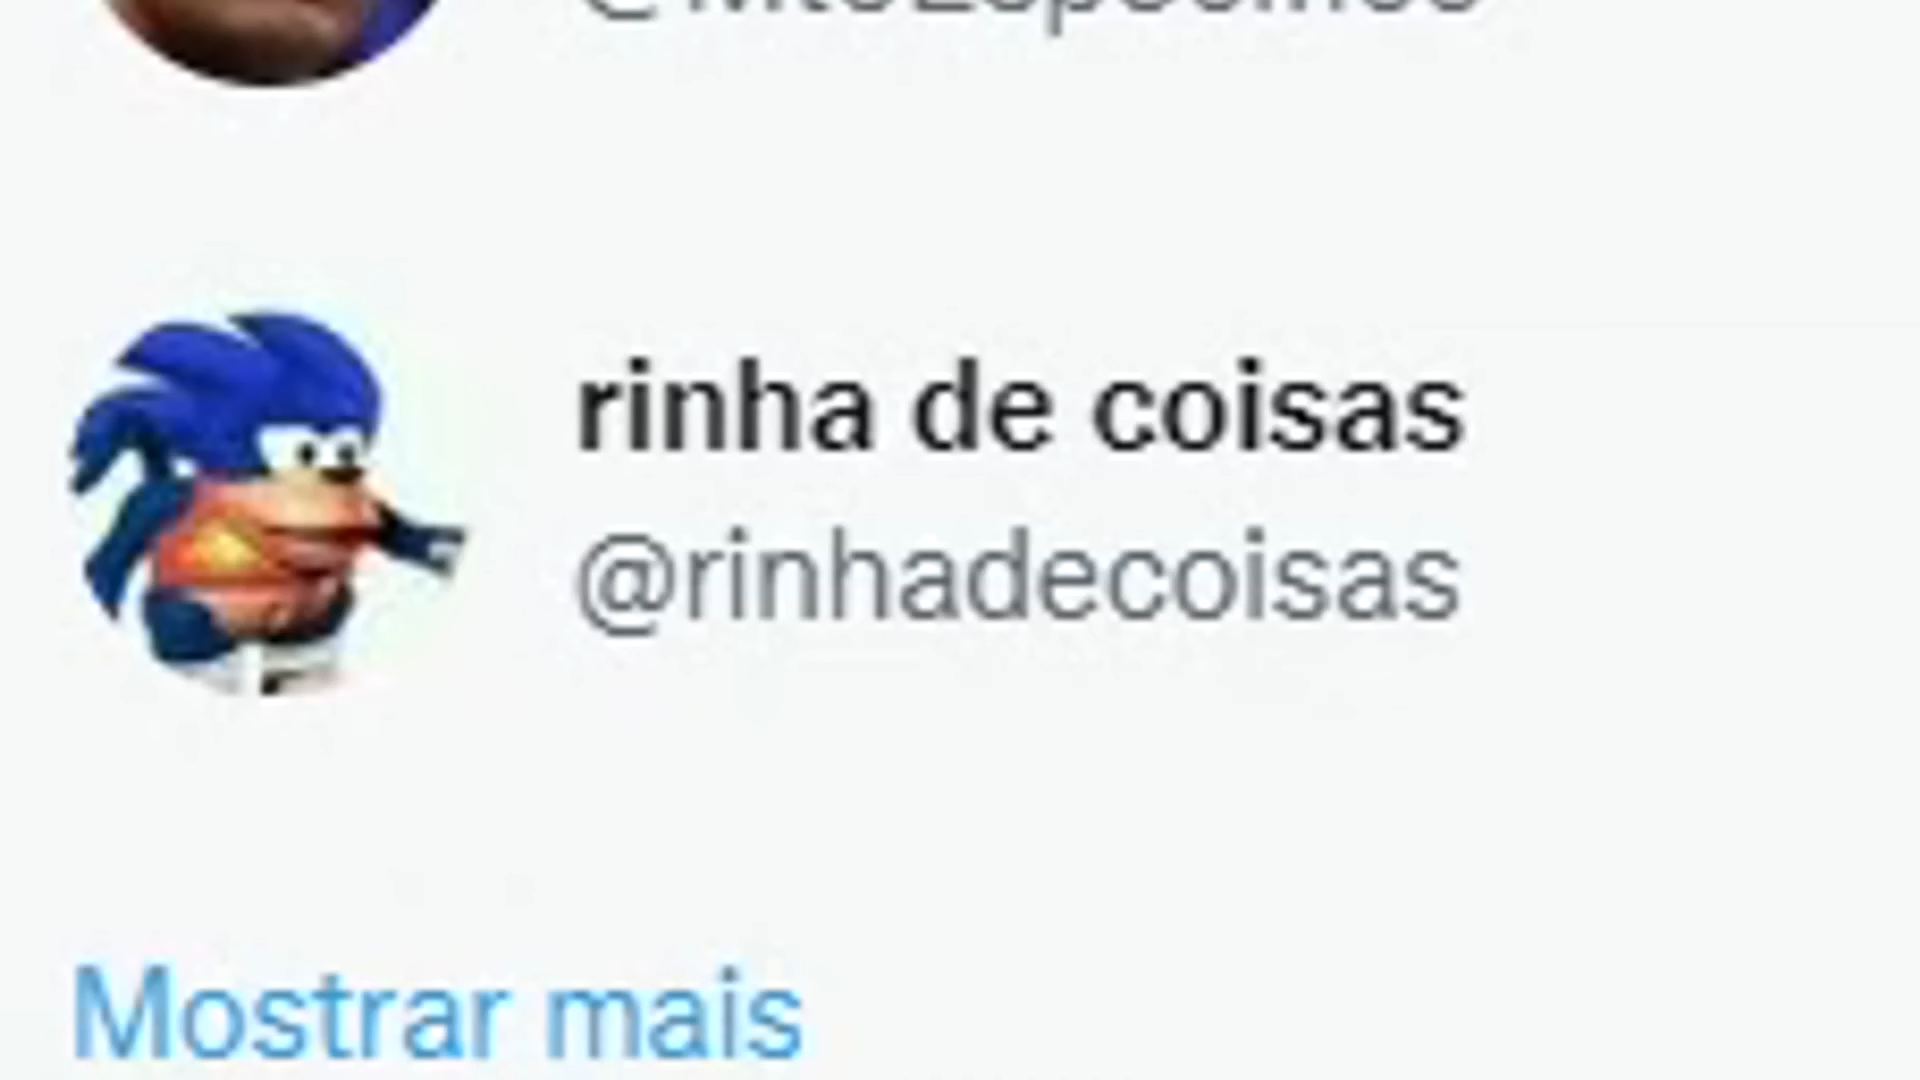 rinha de coisas
@rinhadecoisas
Mostrar mais